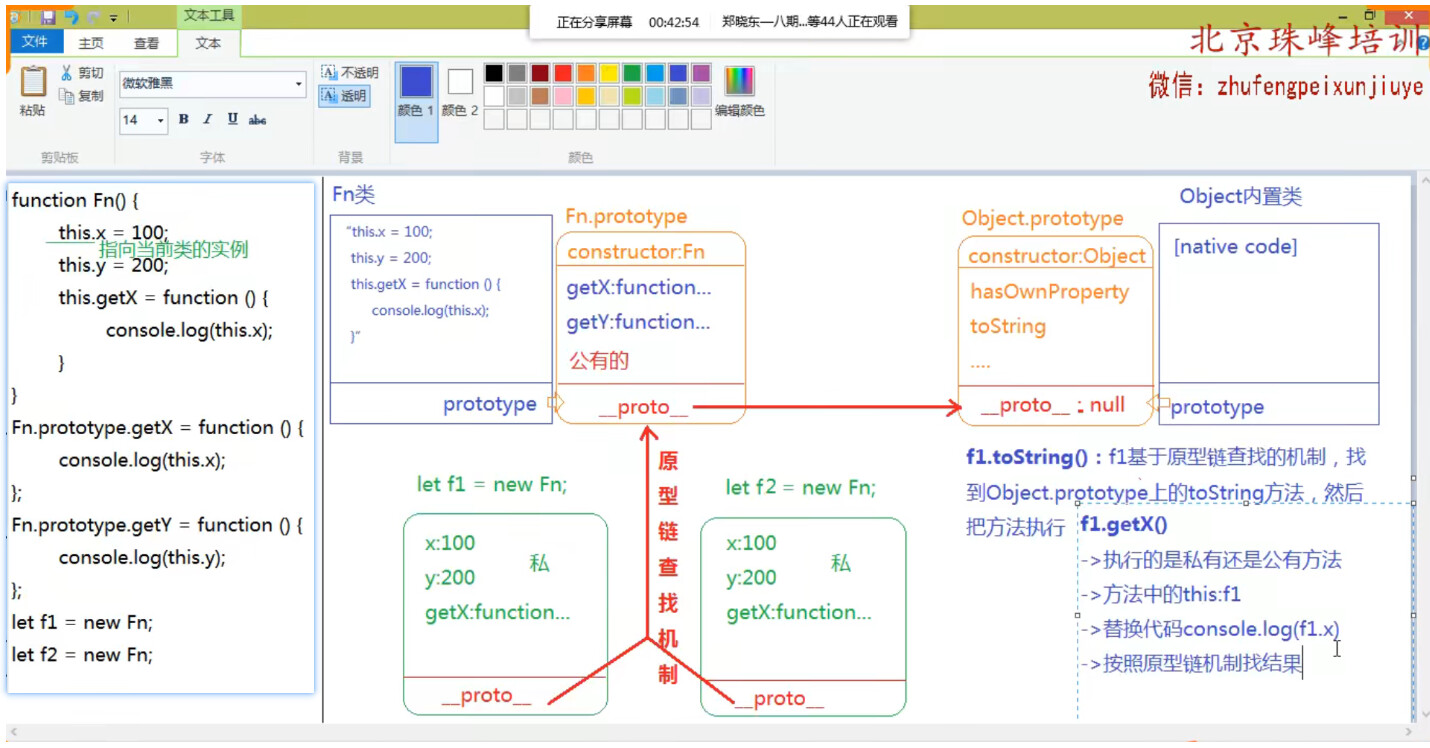 文本工具
正在分享屏幕 00:42:54 郑晓东—八期...等44人正在观看
文件 主页 查看 文本
北京珠峰培训
微信：zhufengpeixunjiuye
粘贴
剪切
复制
微软雅黑
14
B I U abc
不透明
透明
颜色 1
颜色 2
编辑颜色
剪贴板 字体 背景 颜色
function Fn() {
this.x = 100;
指向当前类的实例
this.y = 200;
this.getX = function () {
console.log(this.x);
}
}
Fn.prototype.getX = function () {
console.log(this.x);
};
Fn.prototype.getY = function () {
console.log(this.y);
};
let f1 = new Fn;
let f2 = new Fn;
Fn类
“this.x = 100;
this.y = 200;
this.getX = function () {
console.log(this.x);
}”
prototype
Fn.prototype
constructor:Fn
getX:function...
getY:function...
公有的
__proto__
Object.prototype
constructor:Object
hasOwnProperty
toString
....
__proto__ : null
Object内置类
[native code]
prototype
let f1 = new Fn;
x:100
y:200
私
getX:function...
__proto__
原型链查找机制
let f2 = new Fn;
x:100
y:200
私
getX:function...
__proto__
f1.toString()：f1基于原型链查找的机制，找
到Object.prototype上的toString方法，然后
把方法执行
f1.getX()
->执行的是私有还是公有方法
->方法中的this:f1
->替换代码console.log(f1.x)
->按照原型链机制找结果